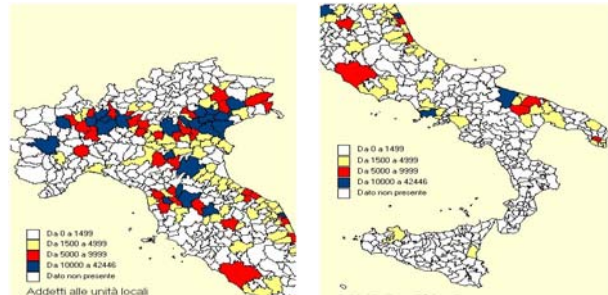 Da 0 a 1499
Da 1500 a 4999
Da 5000 a 9999
Da 10000 a 42446
Dato non presente
Addetti alle unità locali
Da 0 a 1499
Da 1500 a 4999
Da 5000 a 9999
Da 10000 a 42446
Dato non presente